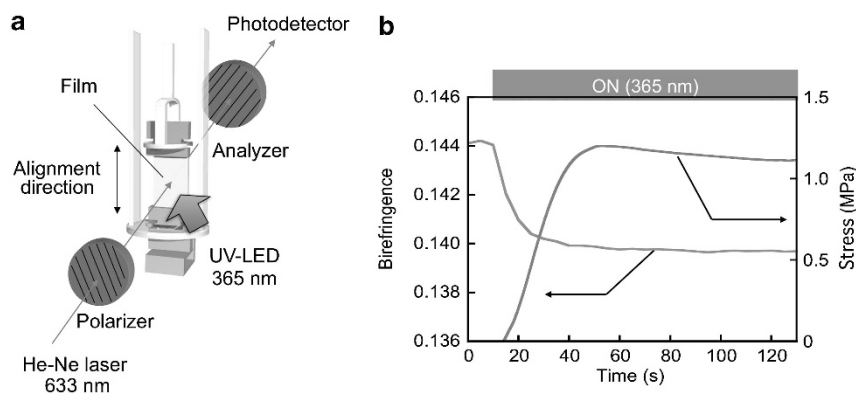 a
Photodetector
Film
Analyzer
Alignment
direction
UV-LED
365 nm
Polarizer
He-Ne laser
633 nm
b
ON (365 nm)
0.146
0.144
0.142
0.140
0.138
0.136
Birefringence
1.5
1.0
0.5
0
Stress (MPa)
0
20
40
60
80
100
120
Time (s)